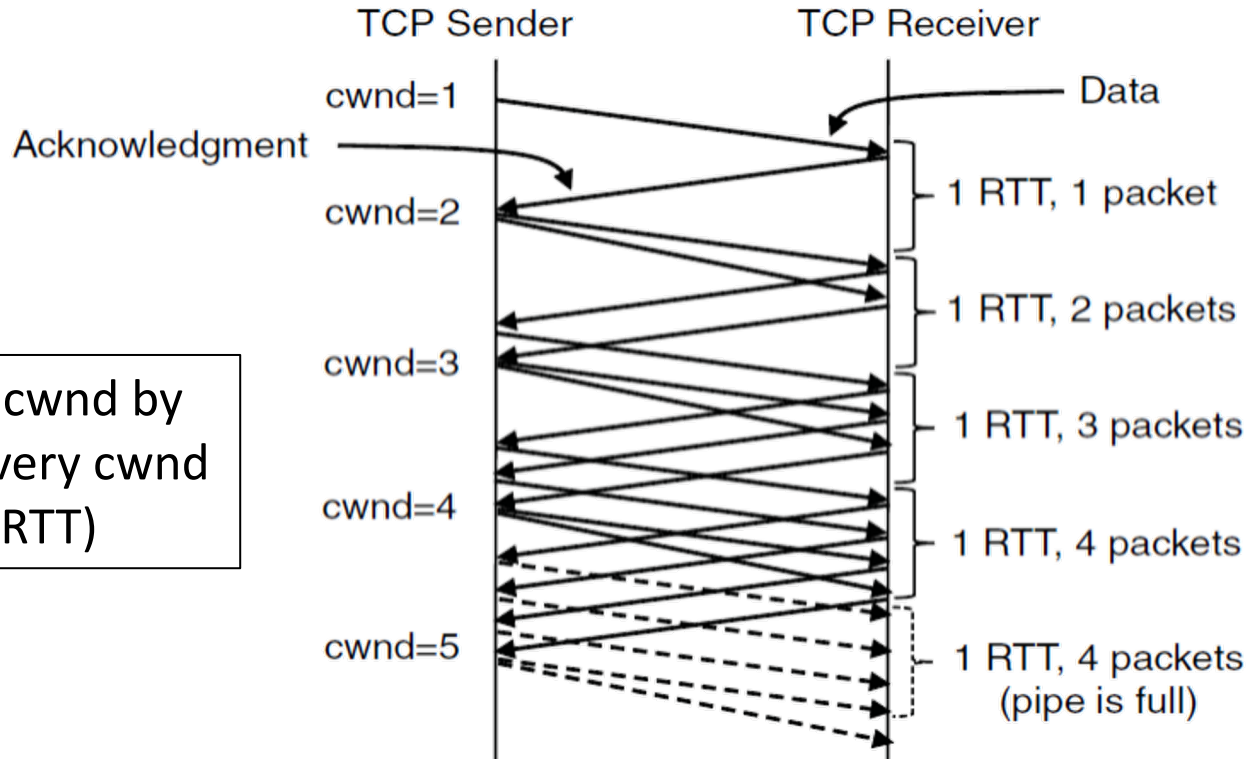 TCP Sender
TCP Receiver
cwnd=1
Data
Acknowledgment
1 RTT, 1 packet
cwnd=2
1 RTT, 2 packets
cwnd=3
cwnd by
very cwnd
RTT)
1 RTT, 3 packets
cwnd=4
1 RTT, 4 packets
cwnd=5
1 RTT, 4 packets
(pipe is full)